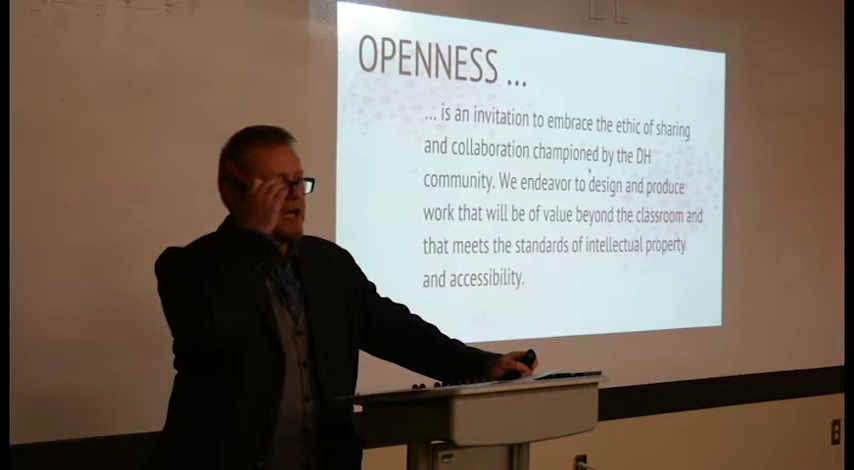 OPENNESS ...
... is an invitation to embrace the ethic of sharing
and collaboration championed by the DH
community. We endeavor to design and produce
work that will be of value beyond the classroom and
that meets the standards of intellectual property
and accessibility.